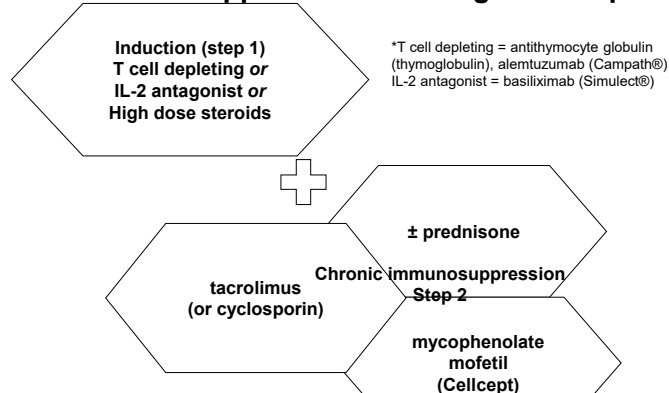 Induction (step 1)
T cell depleting or
IL-2 antagonist or
High dose steroids
*T cell depleting = antithymocyte globulin
(thymoglobulin), alemtuzumab (Campath®)
IL-2 antagonist = basiliximab (Simulect®)
± prednisone
Chronic immunosuppression
Step 2
tacrolimus
(or cyclosporin)
mycophenolate
mofetil
(Cellcept)